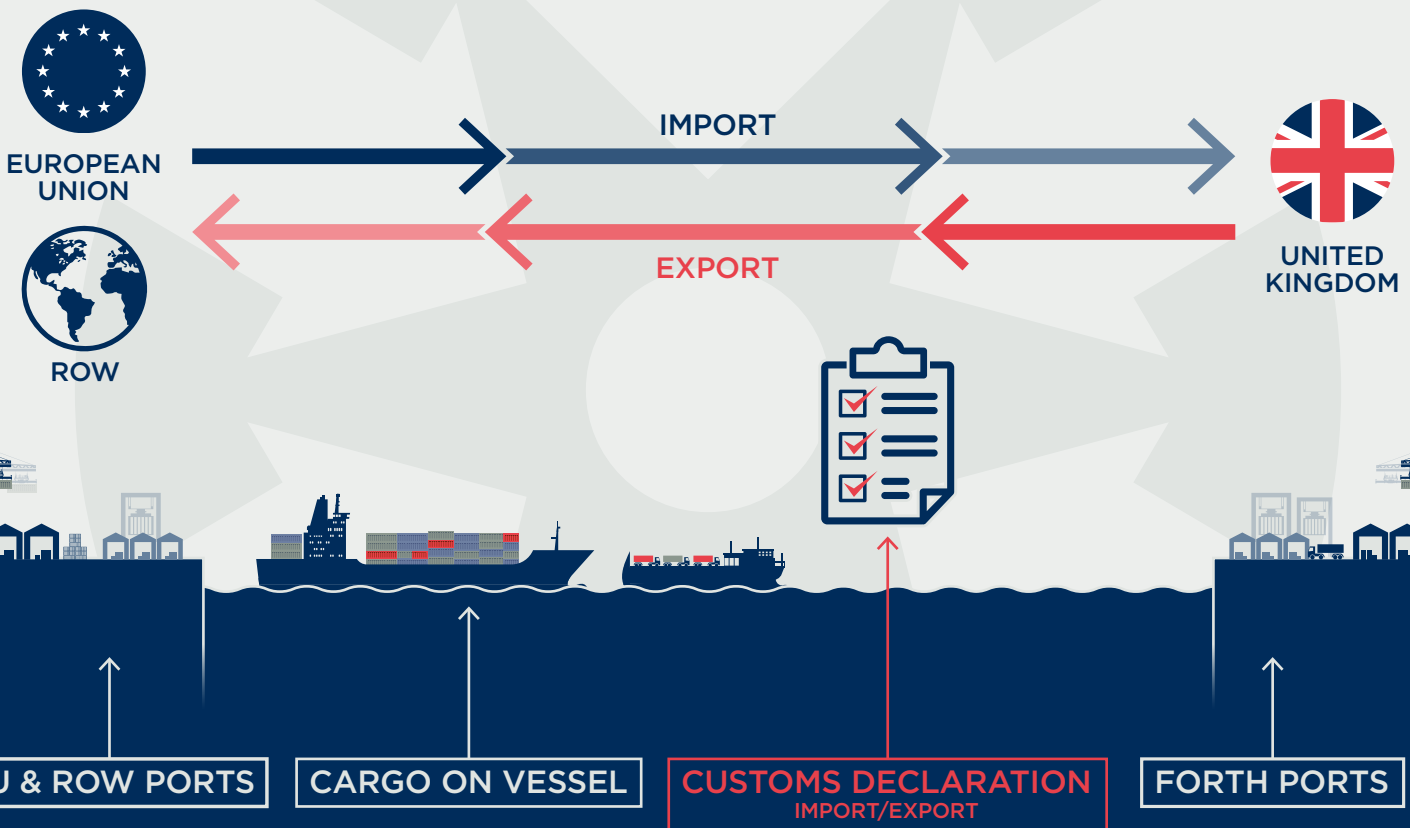 IMPORT
EUROPEAN
UNION
EXPORT
UNITED
KINGDOM
ROW
U & ROW PORTS
CARGO ON VESSEL
CUSTOMS DECLARATION
IMPORT/EXPORT
FORTH PORTS